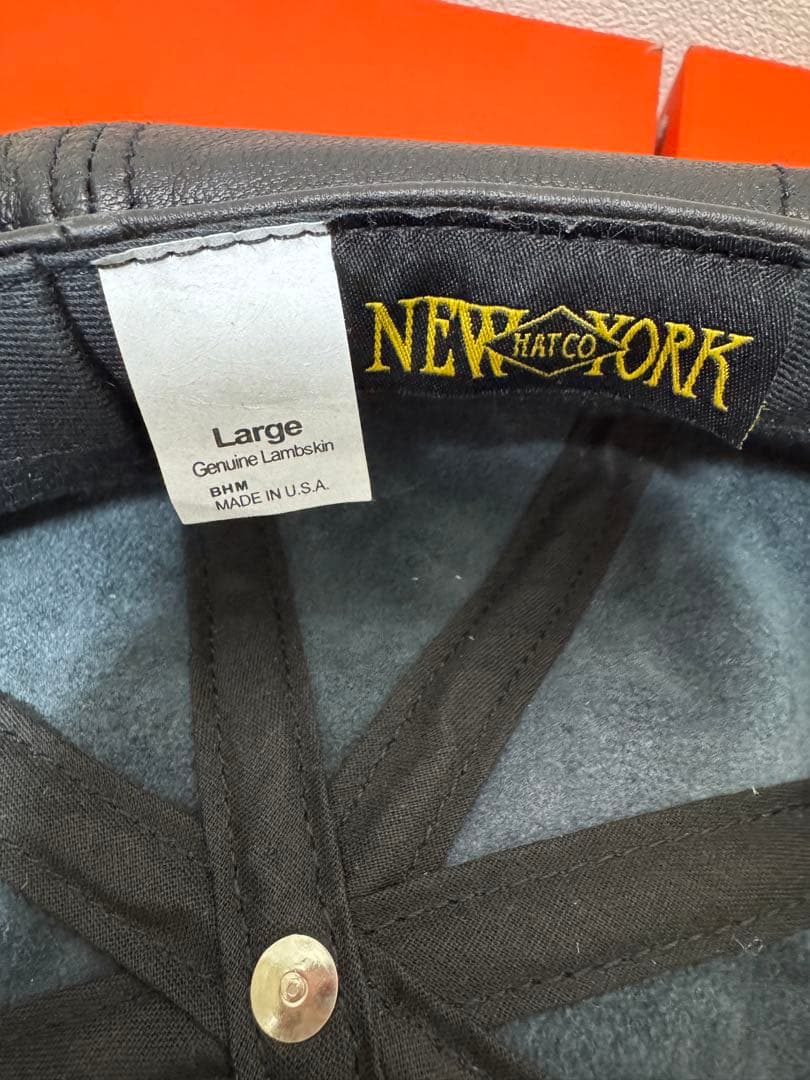 NEW YORK
HAT CO
Large
Genuine Lambskin
BHM
MADE IN U.S.A.